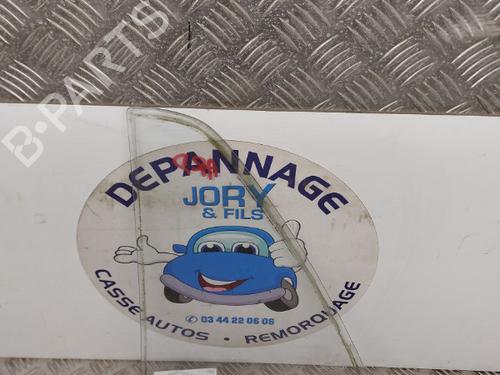 B-PARTS
DEPANNAGE
JORY
& FILS
03 44 22 06 06
CASSE AUTOS • REMORQUAGE